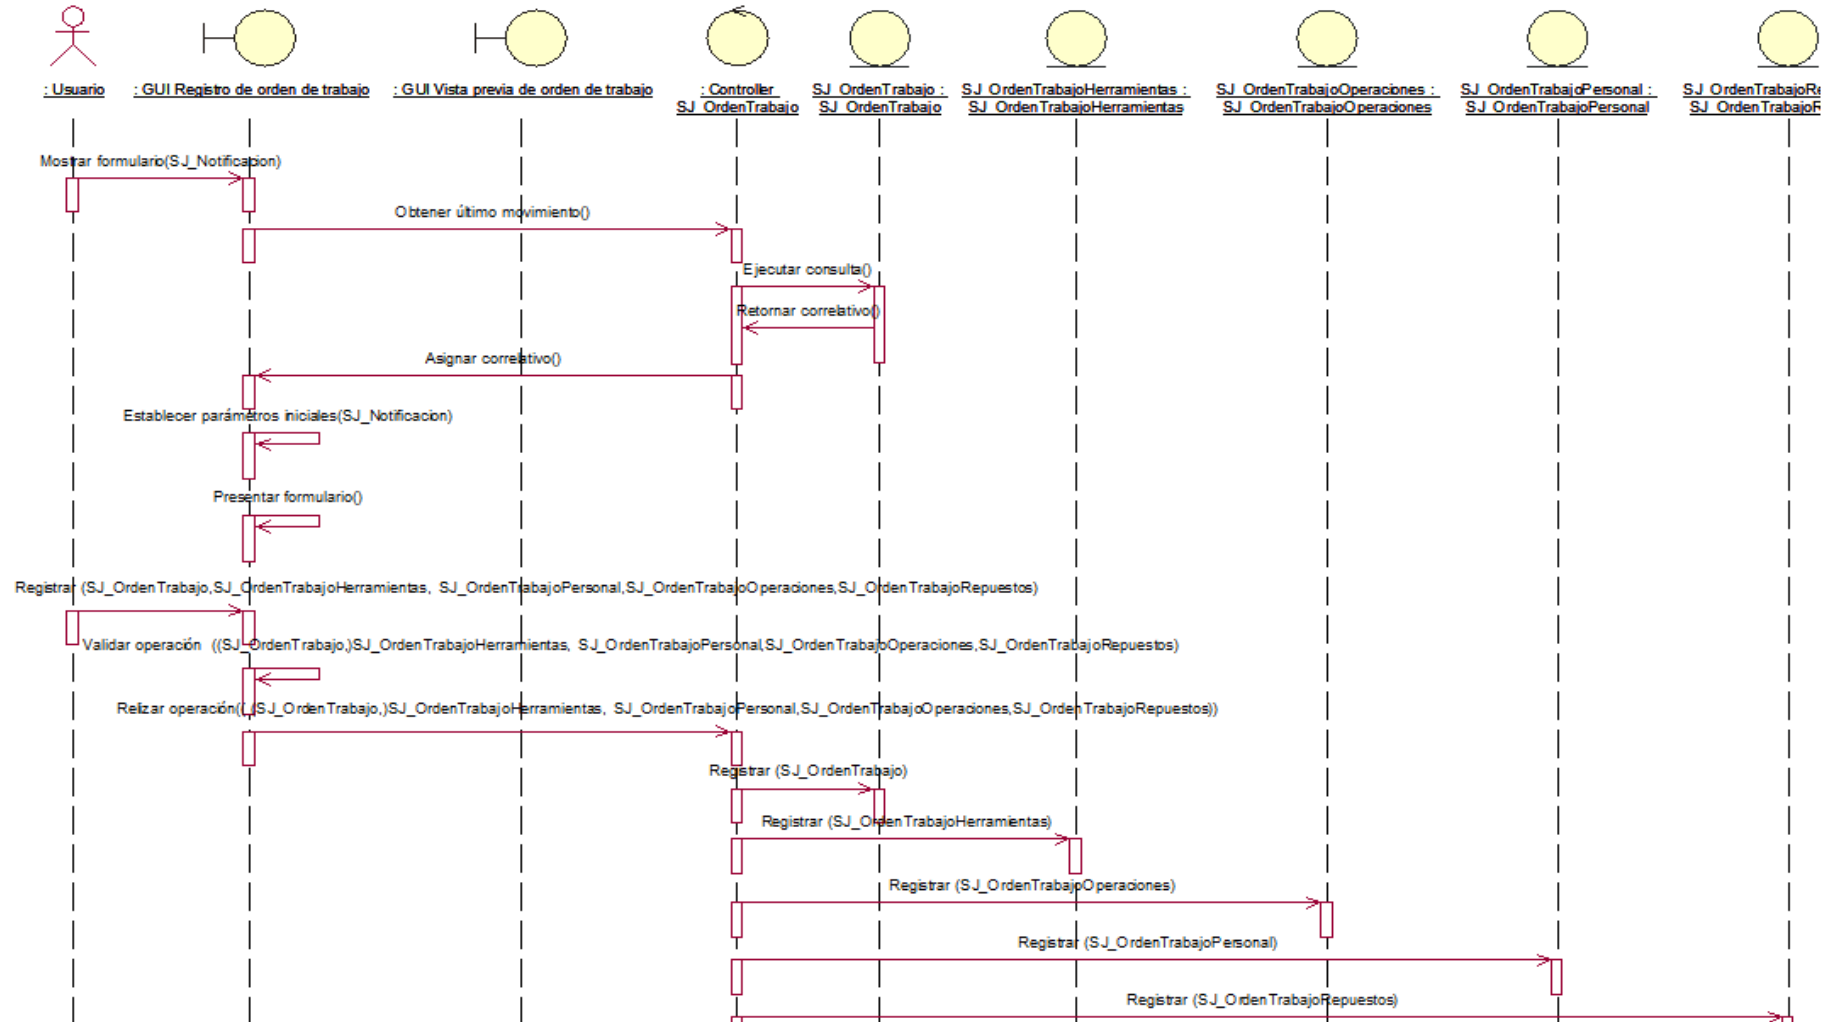 : Usuario
: GUI Registro de orden de trabajo
: GUI Vista previa de orden de trabajo
: Controller
SJ_OrdenTrabajo
SJ_OrdenTrabajo :
SJ_OrdenTrabajo
SJ_OrdenTrabajoHerramientas :
SJ_OrdenTrabajoHerramientas
SJ_OrdenTrabajoOperaciones :
SJ_OrdenTrabajoOperaciones
SJ_OrdenTrabajoPersonal :
SJ_OrdenTrabajoPersonal
SJ_OrdenTrabajoRe
SJ_OrdenTrabajoR
Mostrar formulario(SJ_Notificacion)
Obtener último movimiento()
Ejecutar consulta()
Retornar correlativo()
Asignar correlativo()
Establecer parámetros iniciales(SJ_Notificacion)
Presentar formulario()
Registrar (SJ_OrdenTrabajo,SJ_OrdenTrabajoHerramientas, SJ_OrdenTrabajoPersonal,SJ_OrdenTrabajoOperaciones,SJ_OrdenTrabajoRepuestos)
Validar operación ((SJ_OrdenTrabajo,)SJ_OrdenTrabajoHerramientas, SJ_OrdenTrabajoPersonal,SJ_OrdenTrabajoOperaciones,SJ_OrdenTrabajoRepuestos)
Relizar operación(( (SJ_OrdenTrabajo,)SJ_OrdenTrabajoHerramientas, SJ_OrdenTrabajoPersonal,SJ_OrdenTrabajoOperaciones,SJ_OrdenTrabajoRepuestos))
Registrar (SJ_OrdenTrabajo)
Registrar (SJ_OrdenTrabajoHerramientas)
Registrar (SJ_OrdenTrabajoOperaciones)
Registrar (SJ_OrdenTrabajoPersonal)
Registrar (SJ_OrdenTrabajoRepuestos)